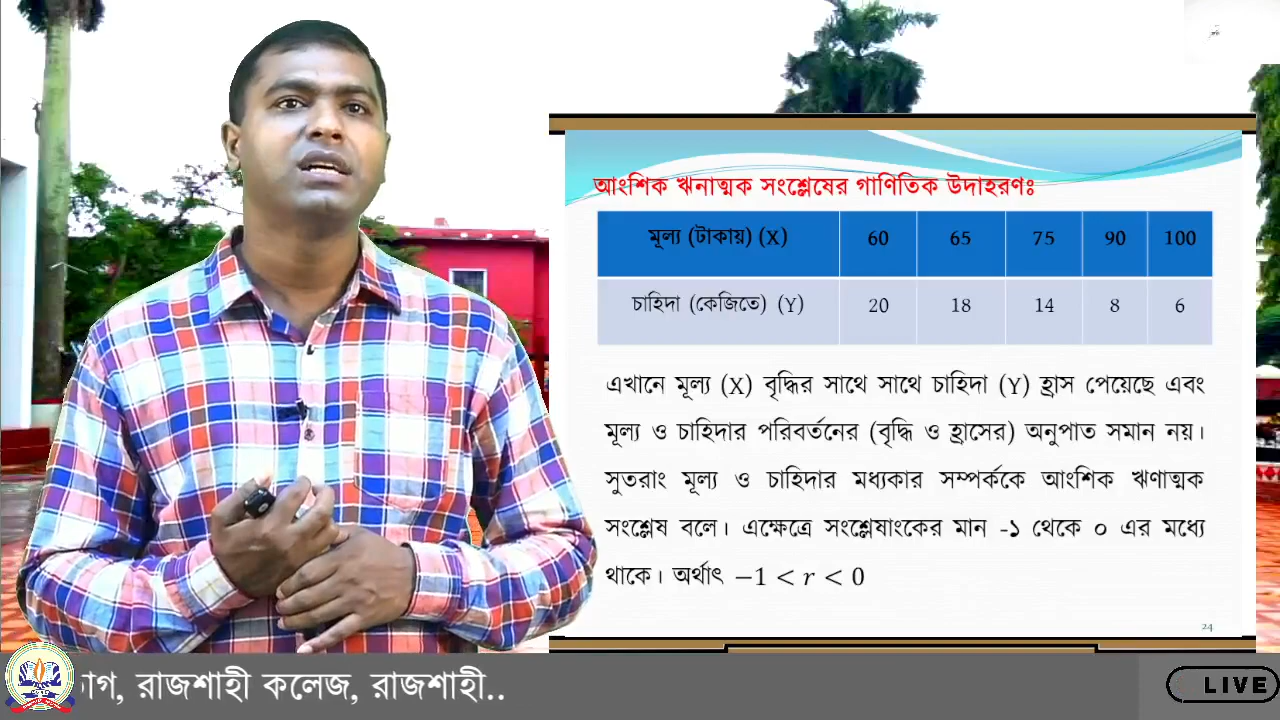 আংশিক ঋনাত্মক সংশ্লেষের গাণিতিক উদাহরণঃ
মূল্য (টাকায়) (X) 60 65 75 90 100
চাহিদা (কেজিতে) (Y) 20 18 14 8 6
এখানে মূল্য (X) বৃদ্ধির সাথে সাথে চাহিদা (Y) হ্রাস পেয়েছে এবং
মূল্য ও চাহিদার পরিবর্তনের (বৃদ্ধি ও হ্রাসের) অনুপাত সমান নয়।
সুতরাং মূল্য ও চাহিদার মধ্যকার সম্পর্ককে আংশিক ঋণাত্মক
সংশ্লেষ বলে। এক্ষেত্রে সংশ্লেষাংকের মান -১ থেকে ০ এর মধ্যে
থাকে। অর্থাৎ −1 < r < 0
24
রাজশাহী কলেজ, রাজশাহী..
LIVE